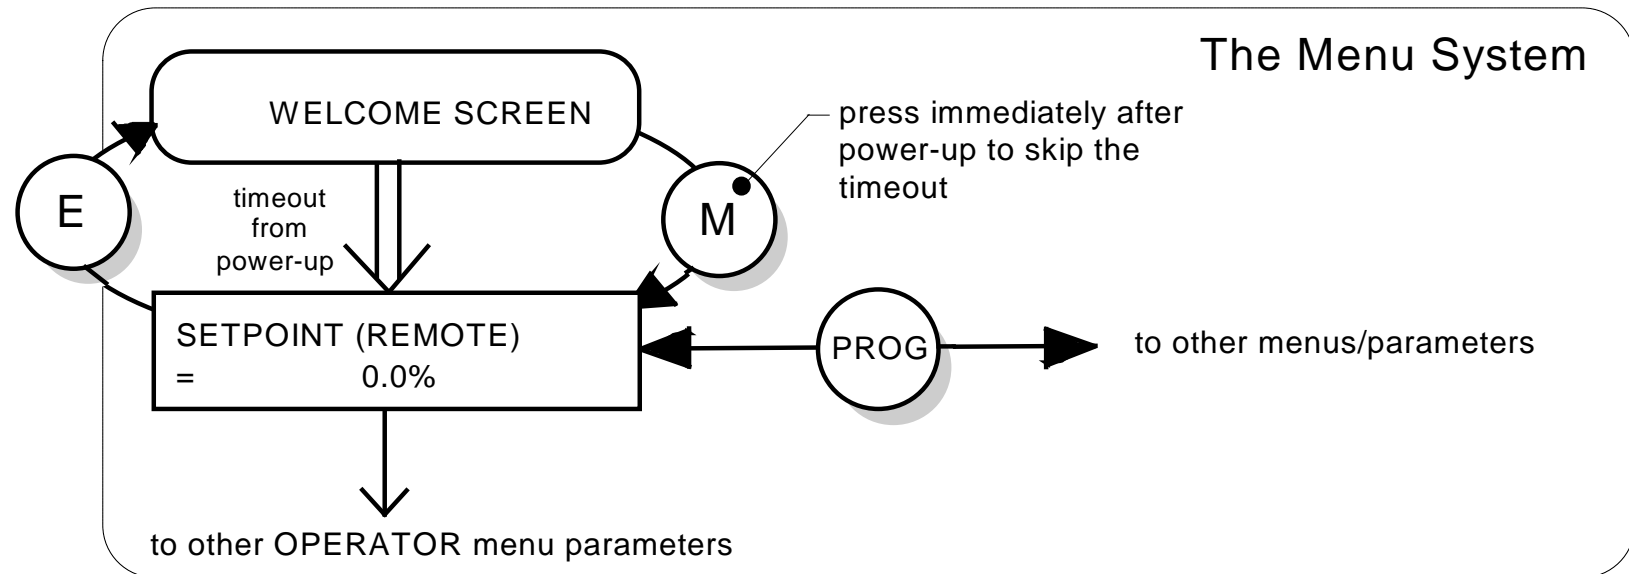 The Menu System
WELCOME SCREEN
press immediately after
power-up to skip the
timeout
E
timeout
from
power-up
M
SETPOINT (REMOTE)
= 0.0%
PROG
to other menus/parameters
to other OPERATOR menu parameters